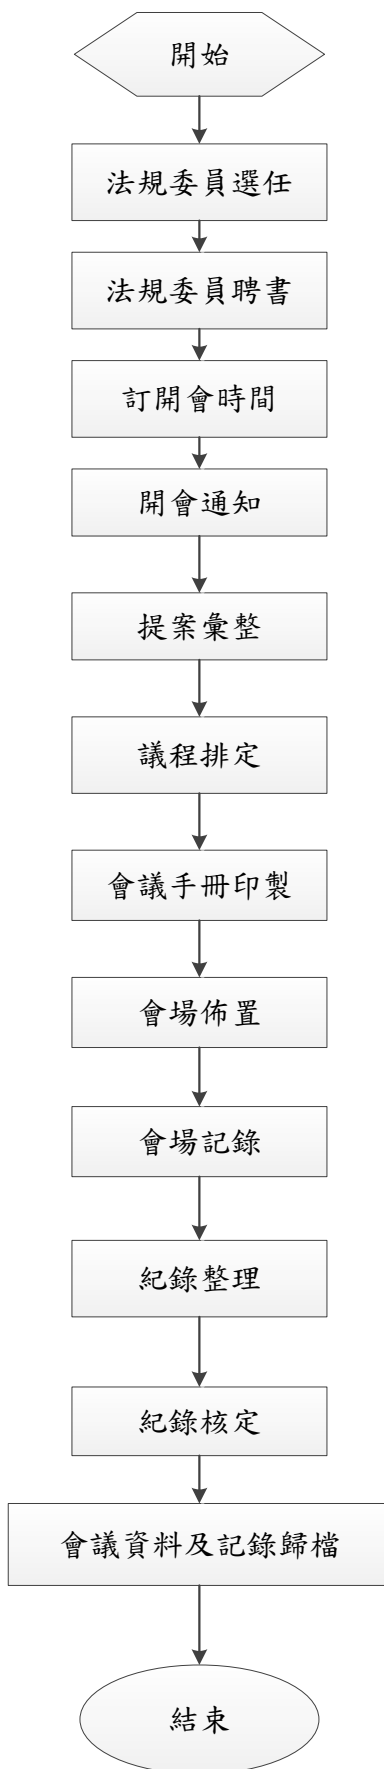 開始
法規委員選任
法規委員聘書
訂開會時間
開會通知
提案彙整
議程排定
會議手冊印製
會場佈置
會場記錄
紀錄整理
紀錄核定
會議資料及記錄歸檔
結束